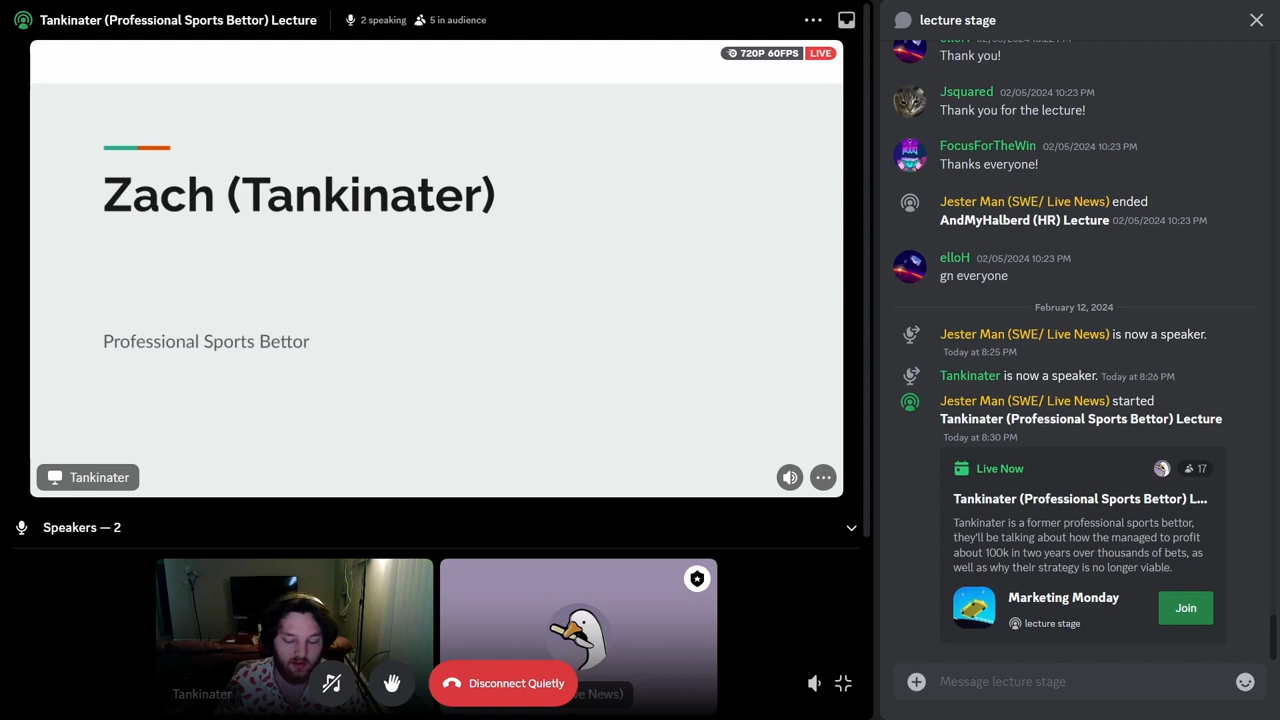 Tankinater (Professional Sports Bettor) Lecture
2 speaking
5 in audience
720P 60FPS
LIVE
Zach (Tankinater)
Professional Sports Bettor
Tankinater
Speakers — 2
Tankinater
e News)
Disconnect Quietly
lecture stage
elloH 02/05/2024 10:22 PM
Thank you!
Jsquared 02/05/2024 10:23 PM
Thank you for the lecture!
FocusForTheWin 02/05/2024 10:23 PM
Thanks everyone!
Jester Man (SWE/ Live News) ended
AndMyHalberd (HR) Lecture 02/05/2024 10:23 PM
elloH 02/05/2024 10:23 PM
gn everyone
February 12, 2024
Jester Man (SWE/ Live News) is now a speaker.
Today at 8:25 PM
Tankinater is now a speaker. Today at 8:26 PM
Jester Man (SWE/ Live News) started
Tankinater (Professional Sports Bettor) Lecture
Today at 8:30 PM
Live Now
17
Tankinater (Professional Sports Bettor) L...
Tankinater is a former professional sports bettor,
they'll be talking about how the managed to profit
about 100k in two years over thousands of bets, as
well as why their strategy is no longer viable.
Marketing Monday
lecture stage
Join
Message lecture stage